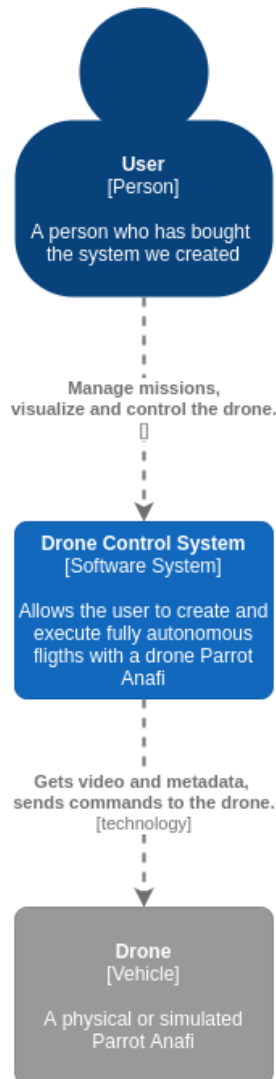 User
[Person]
A person who has bought
the system we created
Manage missions,
visualize and control the drone.
[]
Drone Control System
[Software System]
Allows the user to create and
execute fully autonomous
fligths with a drone Parrot
Anafi
Gets video and metadata,
sends commands to the drone.
[technology]
Drone
[Vehicle]
A physical or simulated
Parrot Anafi